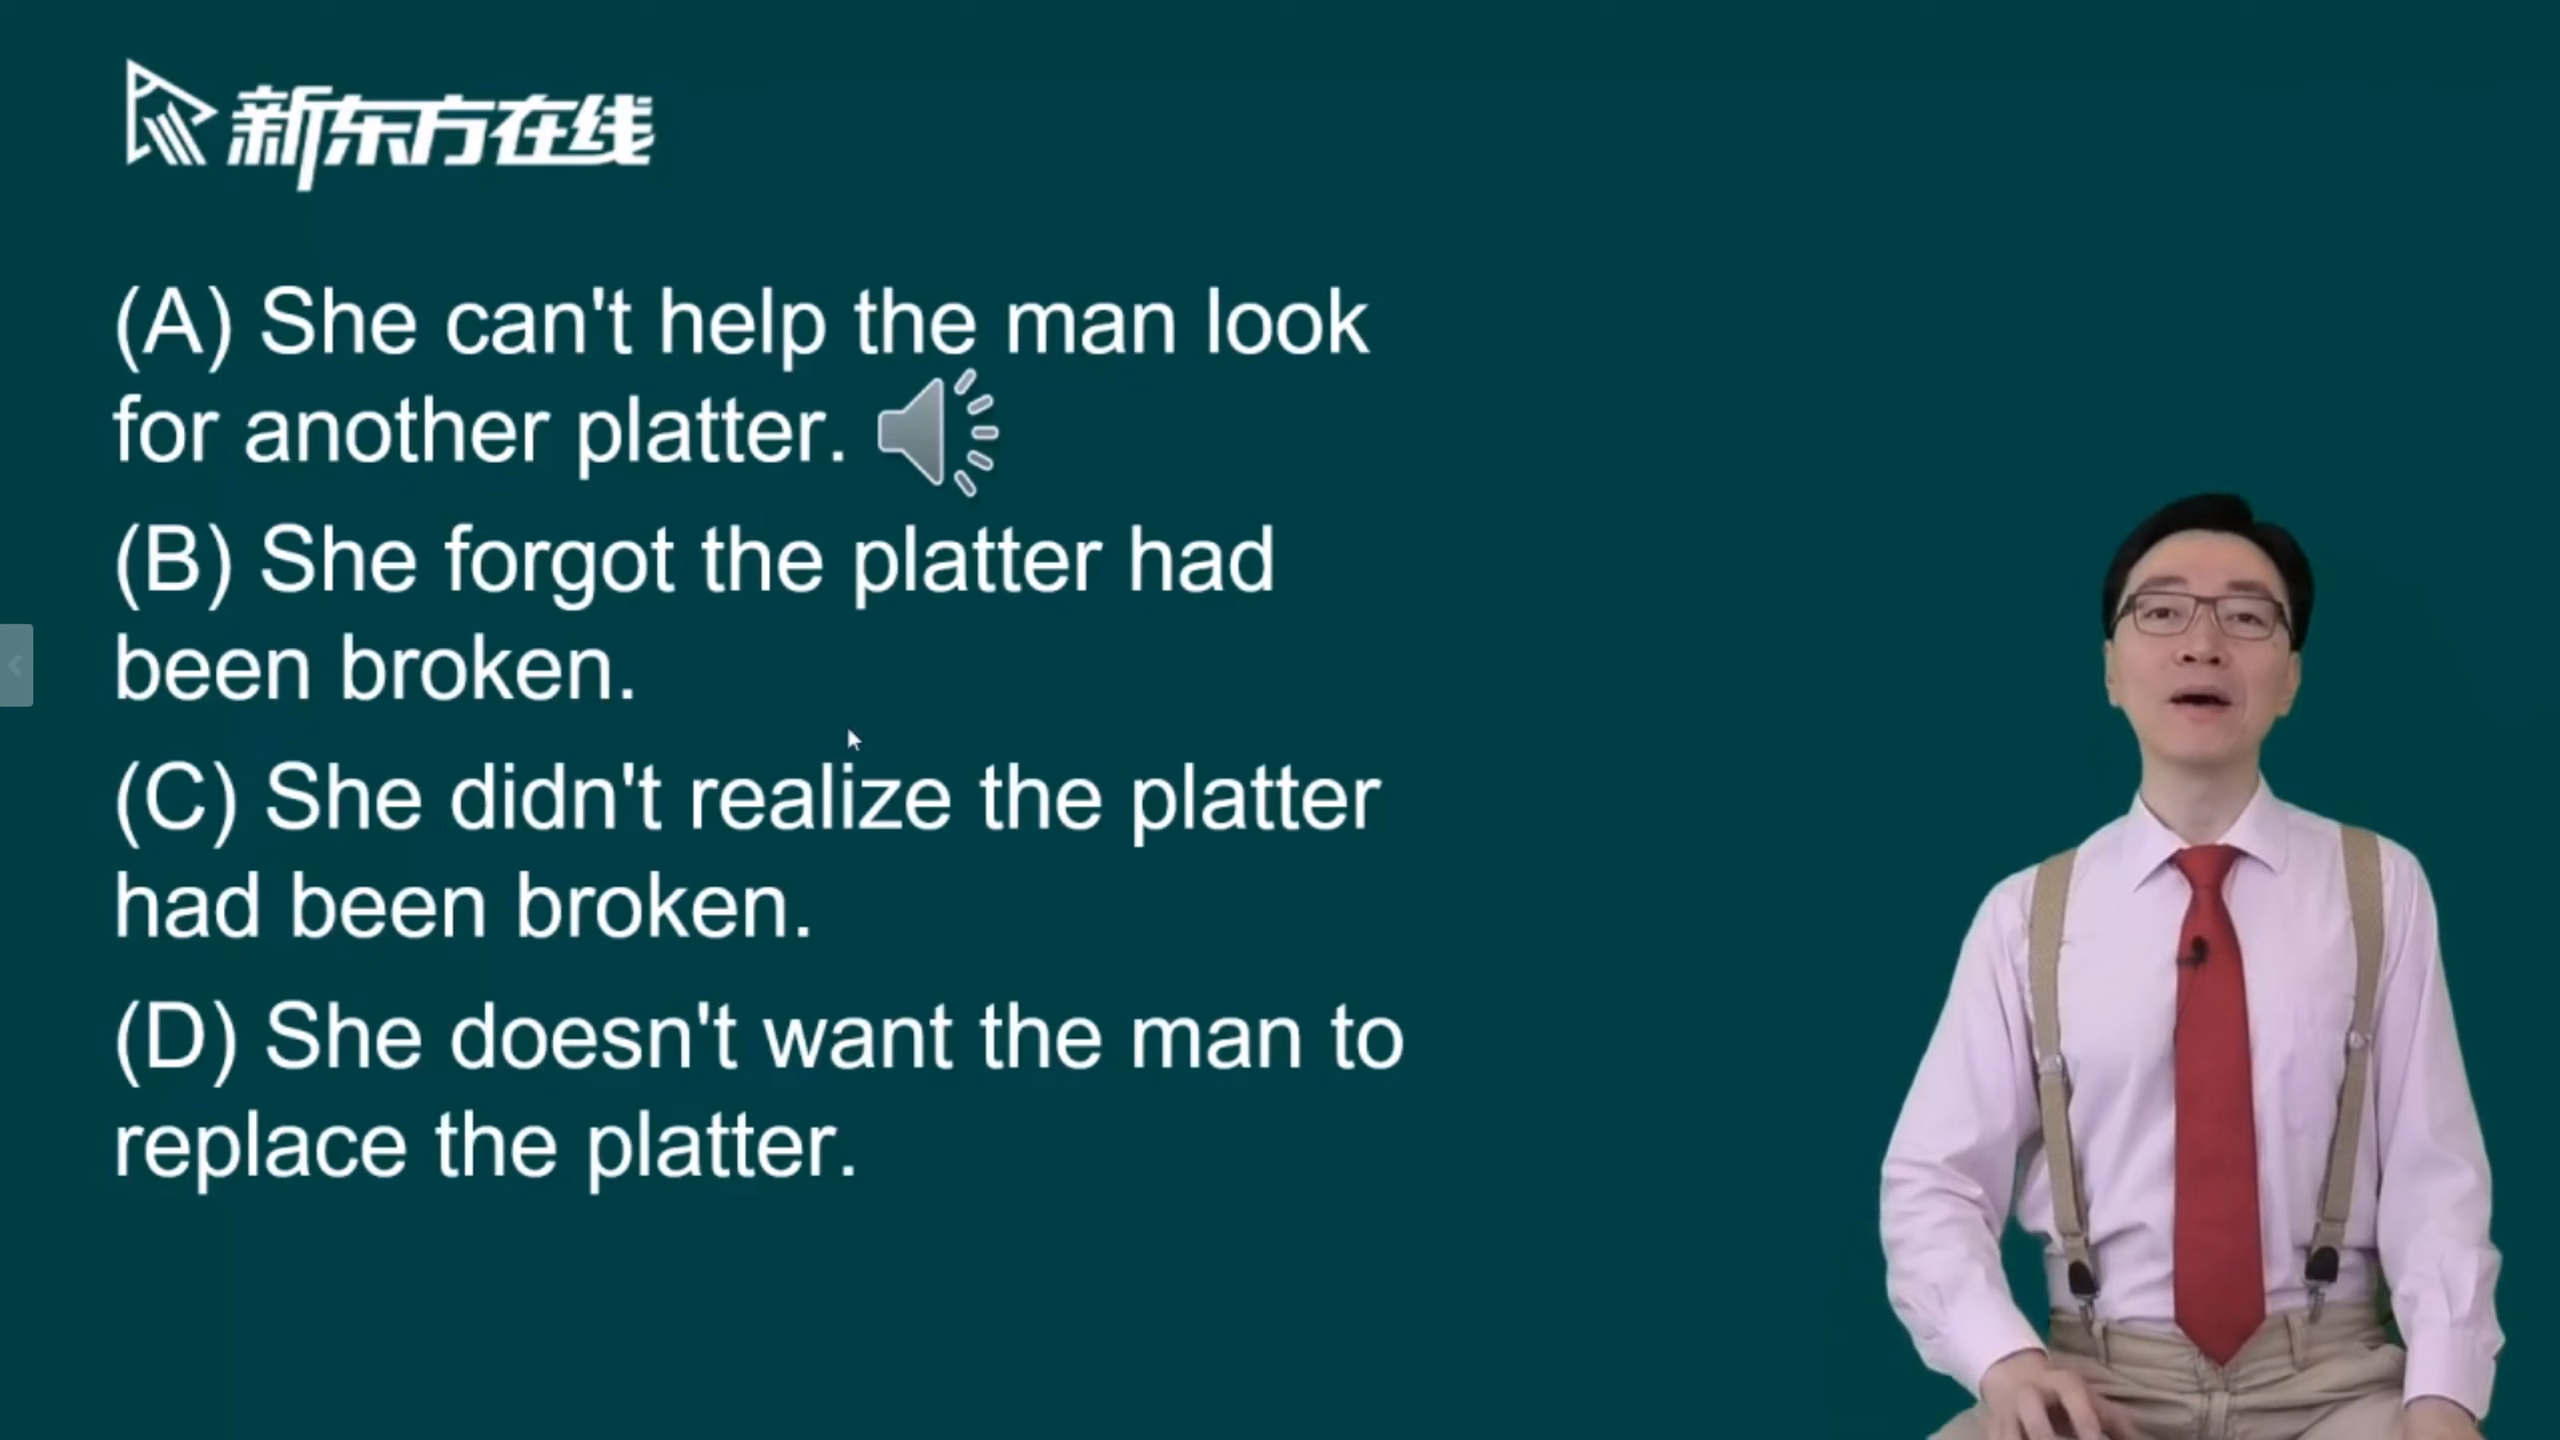 新东方在线
(A) She can't help the man look
for another platter.
(B) She forgot the platter had
been broken.
(C) She didn't realize the platter
had been broken.
(D) She doesn't want the man to
replace the platter.